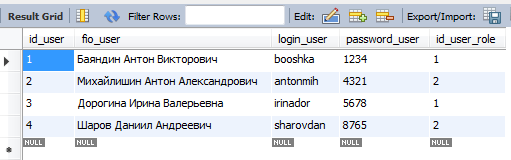 Result Grid Filter Rows: Edit: Export/Import:
id_user fio_user login_user password_user id_user_role
1 Баяндин Антон Викторович booshka 1234 1
2 Михайлишин Антон Александрович antonmih 4321 2
3 Дорогина Ирина Валерьевна irinador 5678 1
4 Шаров Даниил Андреевич sharovdan 8765 2
NULL NULL NULL NULL NULL